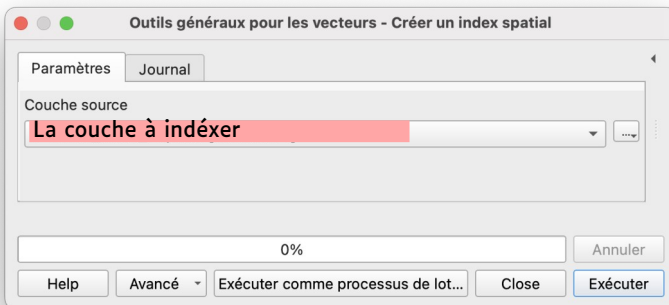 Outils généraux pour les vecteurs - Créer un index spatial
Paramètres Journal
Couche source
La couche à indéxer
...
0% Annuler
Help Avancé Exécuter comme processus de lot... Close Exécuter